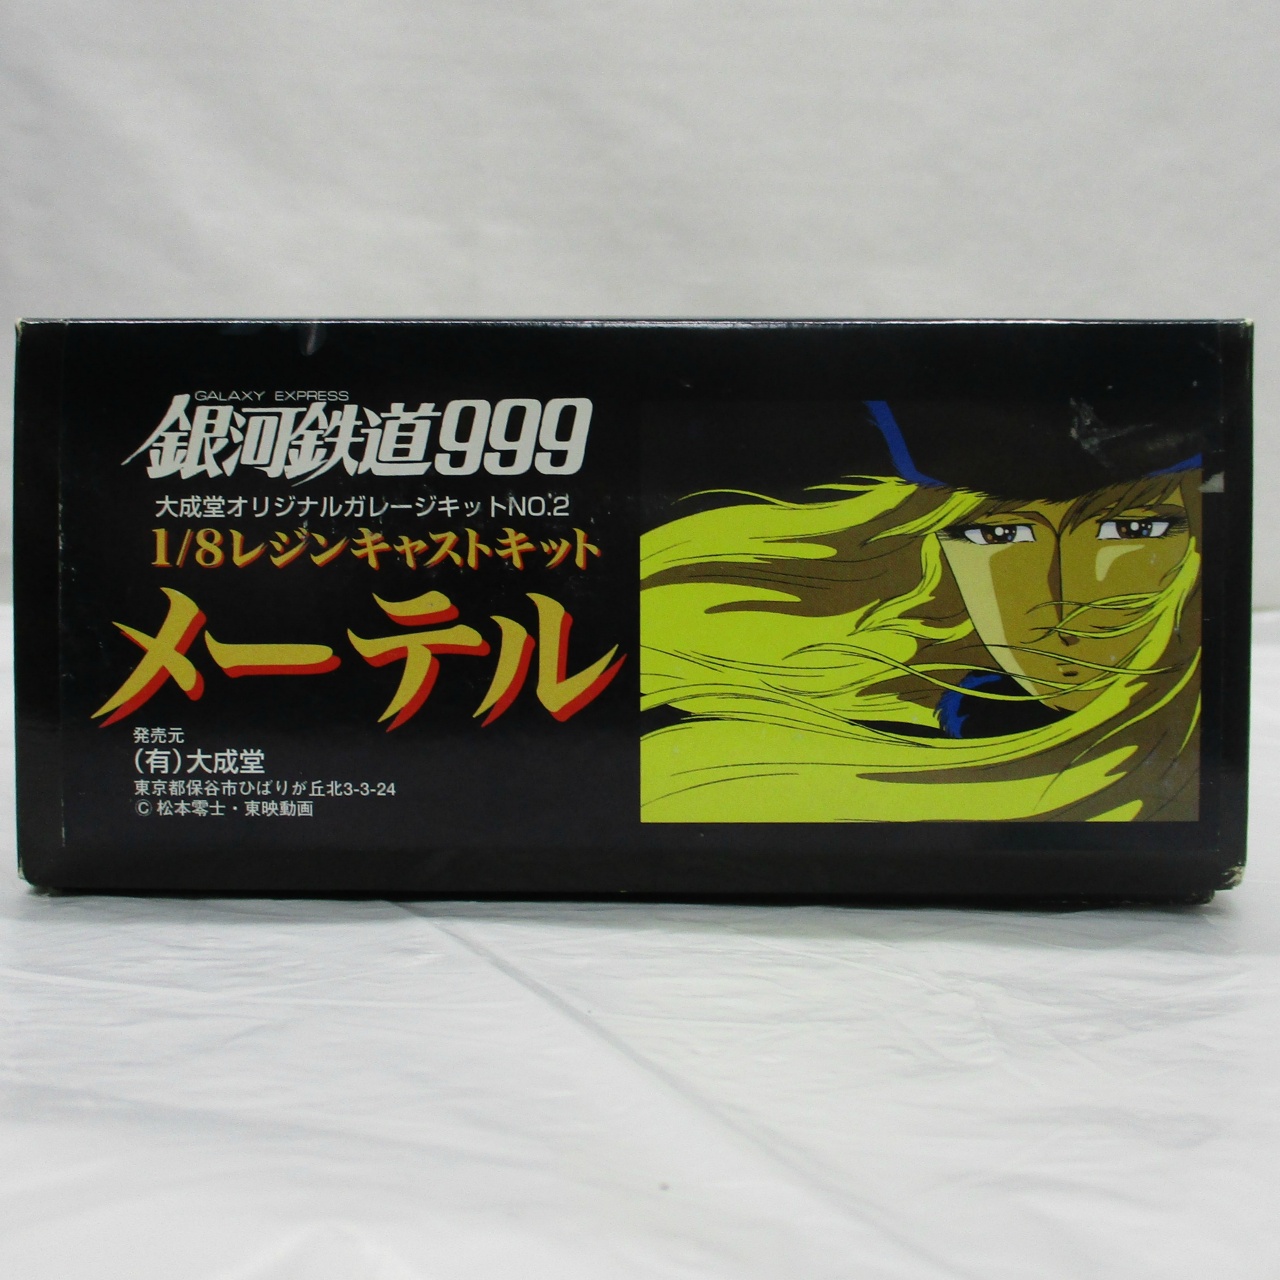 GALAXY EXPRESS
銀河鉄道999
大成堂オリジナルガレージキットNO.2
1/8レジンキャストキット
メーテル
発売元
(有)大成堂
東京都保谷市ひばりが丘北3-3-24
© 松本零士・東映動画